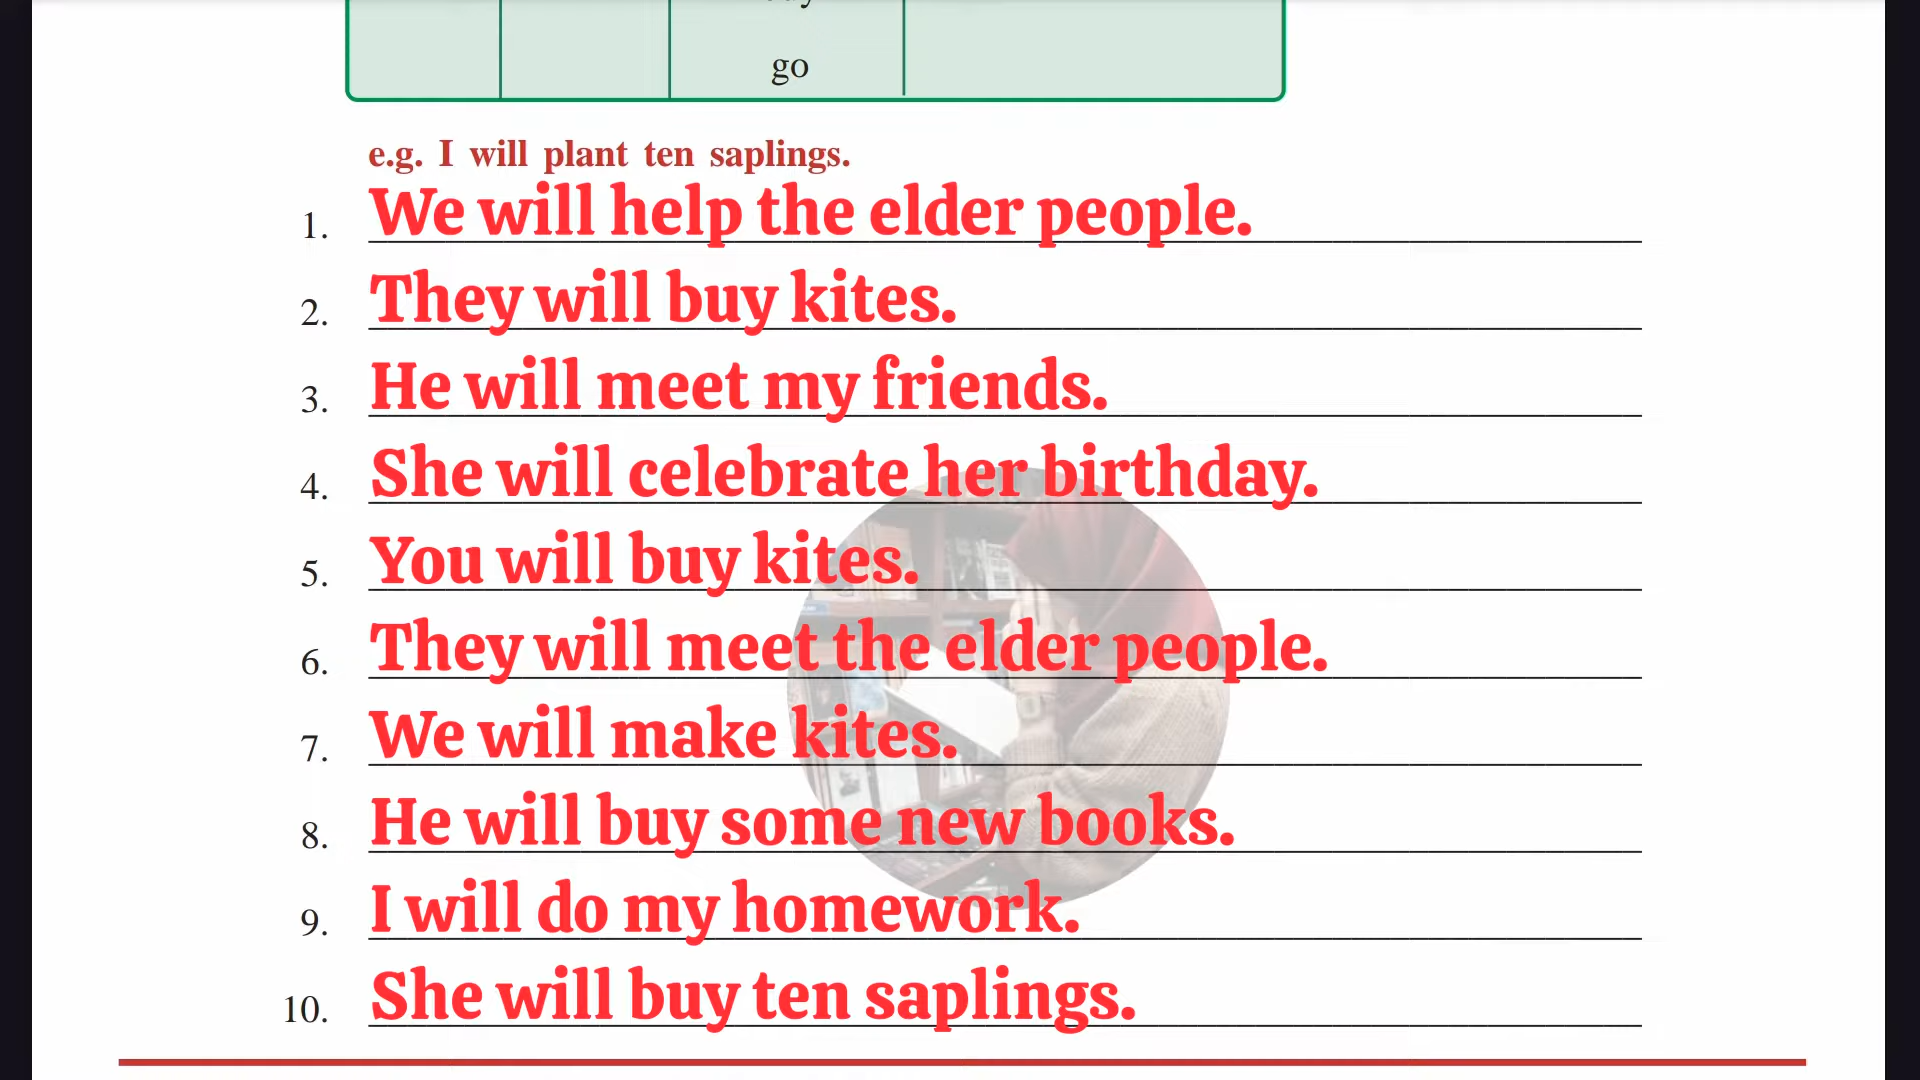 go
e.g. I will plant ten saplings.
1. We will help the elder people.
2. They will buy kites.
3. He will meet my friends.
4. She will celebrate her birthday.
5. You will buy kites.
6. They will meet the elder people.
7. We will make kites.
8. He will buy some new books.
9. I will do my homework.
10. She will buy ten saplings.